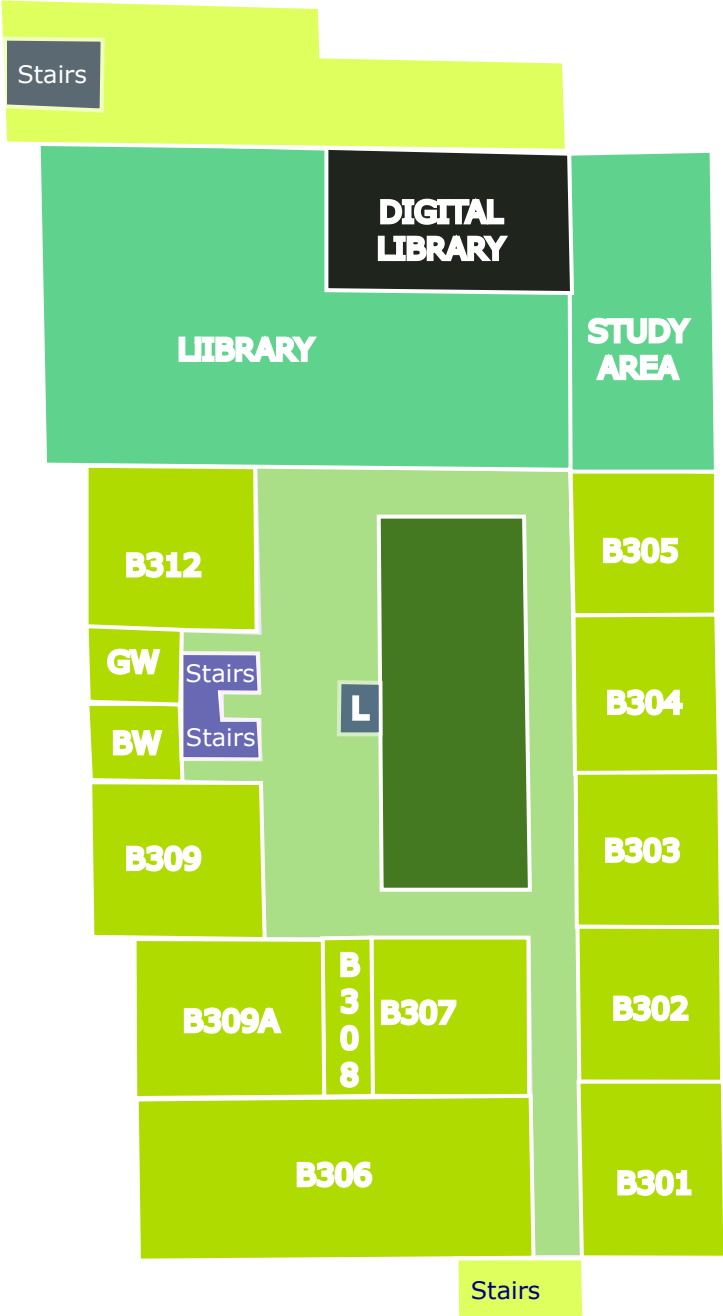 Stairs
DIGITAL
LIBRARY
LIIBRARY
STUDY
AREA
B312
B305
GW
Stairs
L
B304
BW
Stairs
B309
B303
B309A
B
3
0
8
B307
B302
B306
B301
Stairs